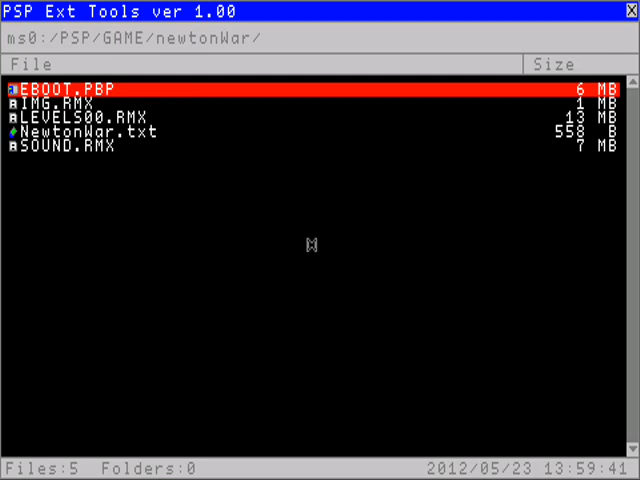 PSP Ext Tools ver 1.00
ms0:/PSP/GAME/newtonWar/
File Size
EBOOT.PBP 6 MB
IMG.RMX 1 MB
LEVELS00.RMX 13 MB
NewtonWar.txt 558 B
SOUND.RMX 7 MB
Files:5 Folders:0 2012/05/23 13:59:41